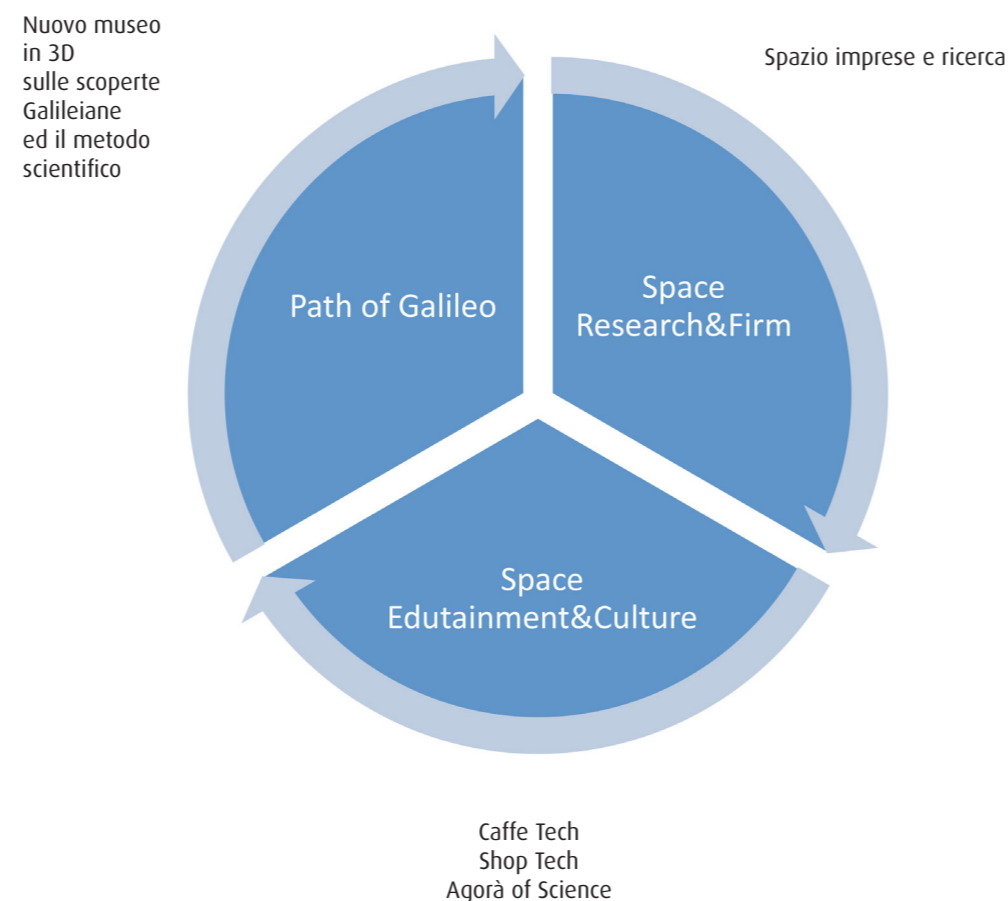 Nuovo museo
in 3D
sulle scoperte
Galileiane
ed il metodo
scientifico
Spazio imprese e ricerca
Path of Galileo
Space
Research&Firm
Space
Edutainment&Culture
Caffe Tech
Shop Tech
Agorà of Science